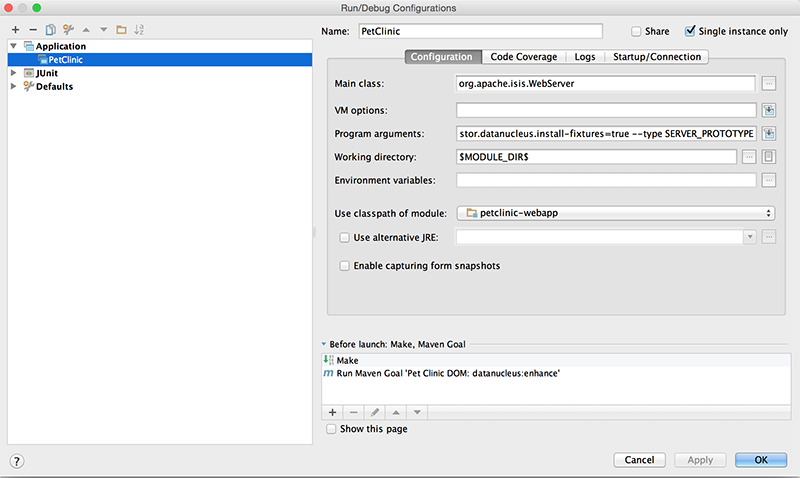 Run/Debug Configurations
Name: PetClinic Share Single instance only
Application
PetClinic
JUnit
Defaults
Configuration Code Coverage Logs Startup/Connection
Main class: org.apache.isis.WebServer
VM options:
Program arguments: stor.datanucleus.install-fixtures=true --type SERVER_PROTOTYPE
Working directory: $MODULE_DIR$
Environment variables:
Use classpath of module: petclinic-webapp
Use alternative JRE:
Enable capturing form snapshots
Before launch: Make, Maven Goal
Make
Run Maven Goal 'Pet Clinic DOM: datanucleus:enhance'
Show this page
? Cancel Apply OK